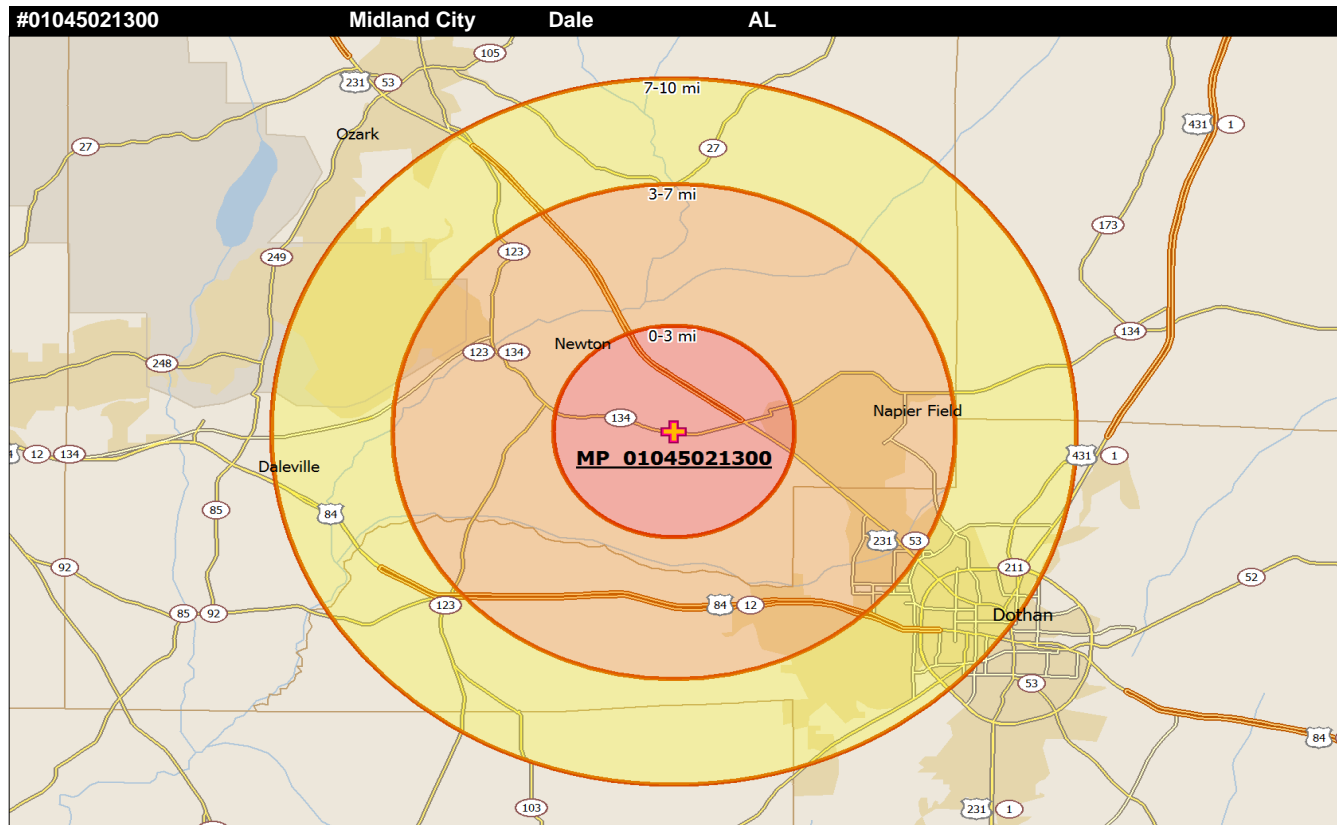 #01045021300 Midland City Dale AL
105
231 53
7-10 mi
431 1
Ozark
27
27
3-7 mi
173
123
249
134
0-3 mi
Newton
123 134
248
Napier Field
134
MP 01045021300
12 134
431 1
Daleville
85
84
231 53
92
211
52
84 12
123
85 92
Dothan
53
84
103
231 1